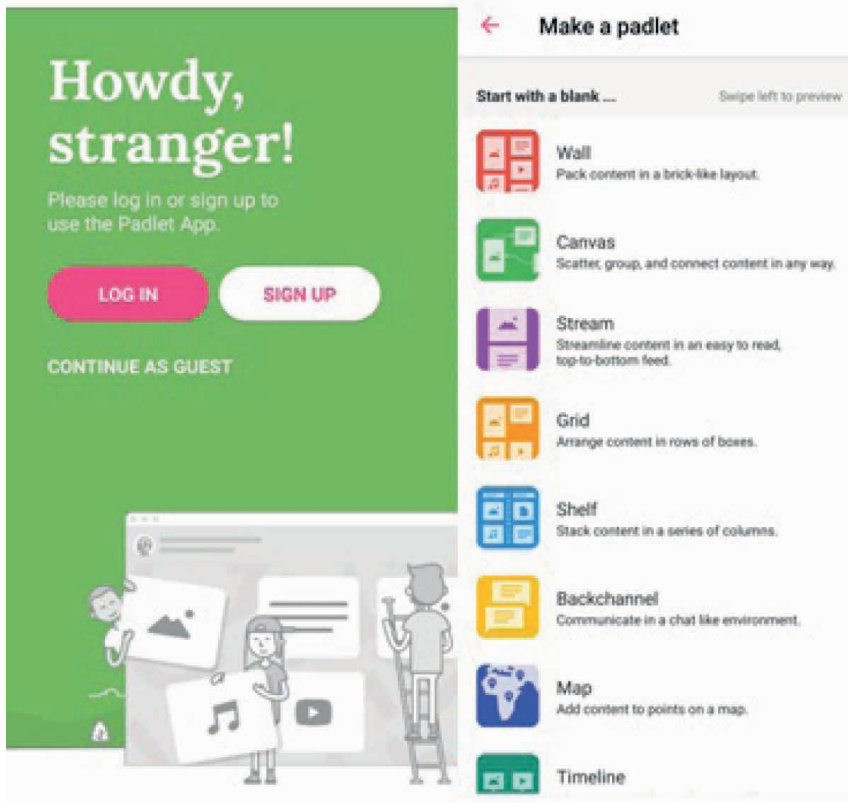 Howdy,
stranger!
Please log in or sign up to
use the Padlet App.
LOG IN
SIGN UP
CONTINUE AS GUEST
Make a padlet
Start with a blank ...
Swipe left to preview
Wall
Pack content in a brick-like layout.
Canvas
Scatter, group, and connect content in any way.
Stream
Streamline content in an easy to read,
top-to-bottom feed.
Grid
Arrange content in rows of boxes.
Shelf
Stack content in a series of columns.
Backchannel
Communicate in a chat like environment.
Map
Add content to points on a map.
Timeline